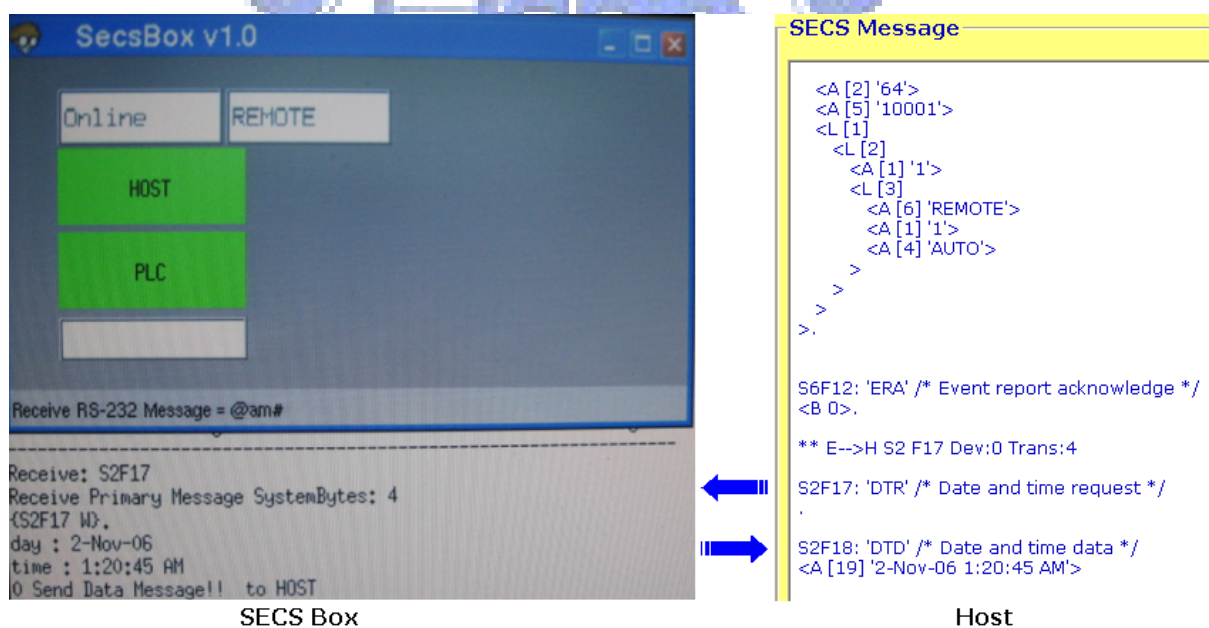 SecsBox v1.0
Online REMOTE
HOST
PLC
Receive RS-232 Message = @am#
Receive: S2F17
Receive Primary Message SystemBytes: 4
{S2F17 W}.
day : 2-Nov-06
time : 1:20:45 AM
0 Send Data Message!! to HOST
SECS Box
SECS Message
<A [2] '64'>
<A [5] '10001'>
<L [1]
<L [2]
<A [1] '1'>
<L [3]
<A [6] 'REMOTE'>
<A [1] '1'>
<A [4] 'AUTO'>
>
>
>
>.
S6F12: 'ERA' /* Event report acknowledge */
<B 0>.
** E-->H S2 F17 Dev:0 Trans:4
S2F17: 'DTR' /* Date and time request */
.
S2F18: 'DTD' /* Date and time data */
<A [19] '2-Nov-06 1:20:45 AM'>
Host